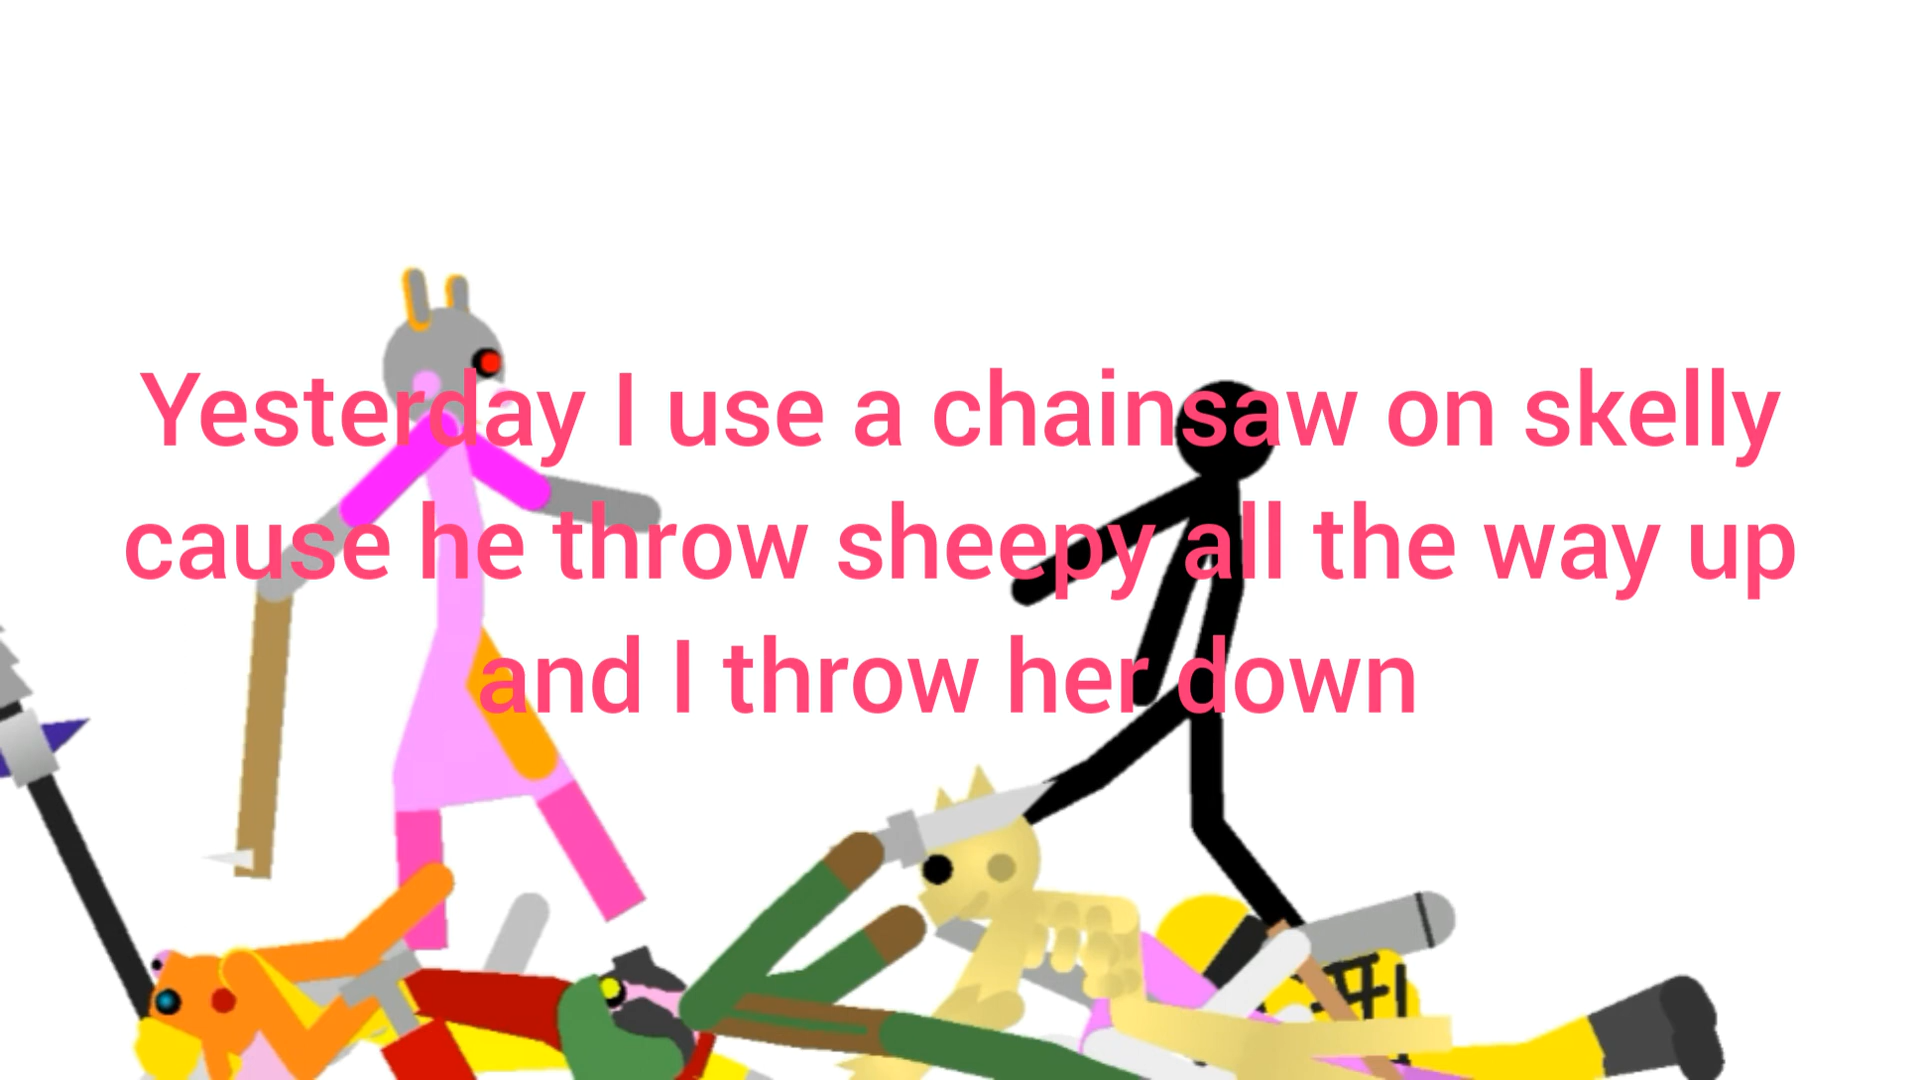 Yesterday I use a chainsaw on skelly
cause he throw sheepy all the way up
and I throw her down